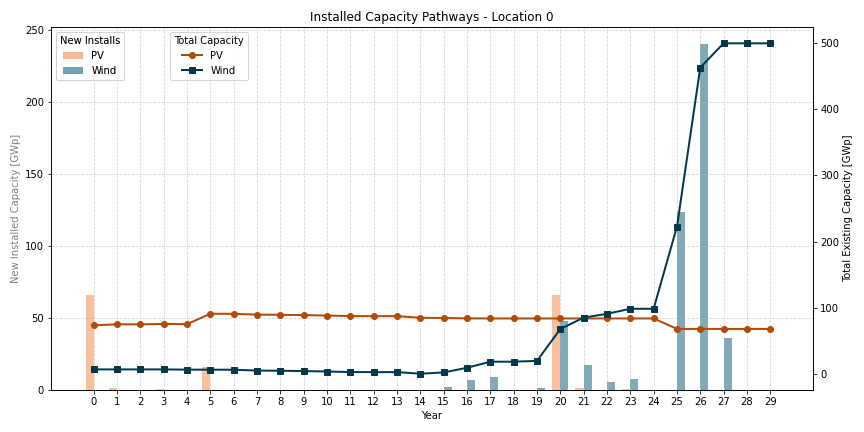 Installed Capacity Pathways - Location 0
New Installs
PV
Wind
Total Capacity
PV
Wind
New Installed Capacity [GWp]
250
200
150
100
50
0
Total Existing Capacity [GWp]
500
400
300
200
100
0
0 1 2 3 4 5 6 7 8 9 10 11 12 13 14 15 16 17 18 19 20 21 22 23 24 25 26 27 28 29
Year